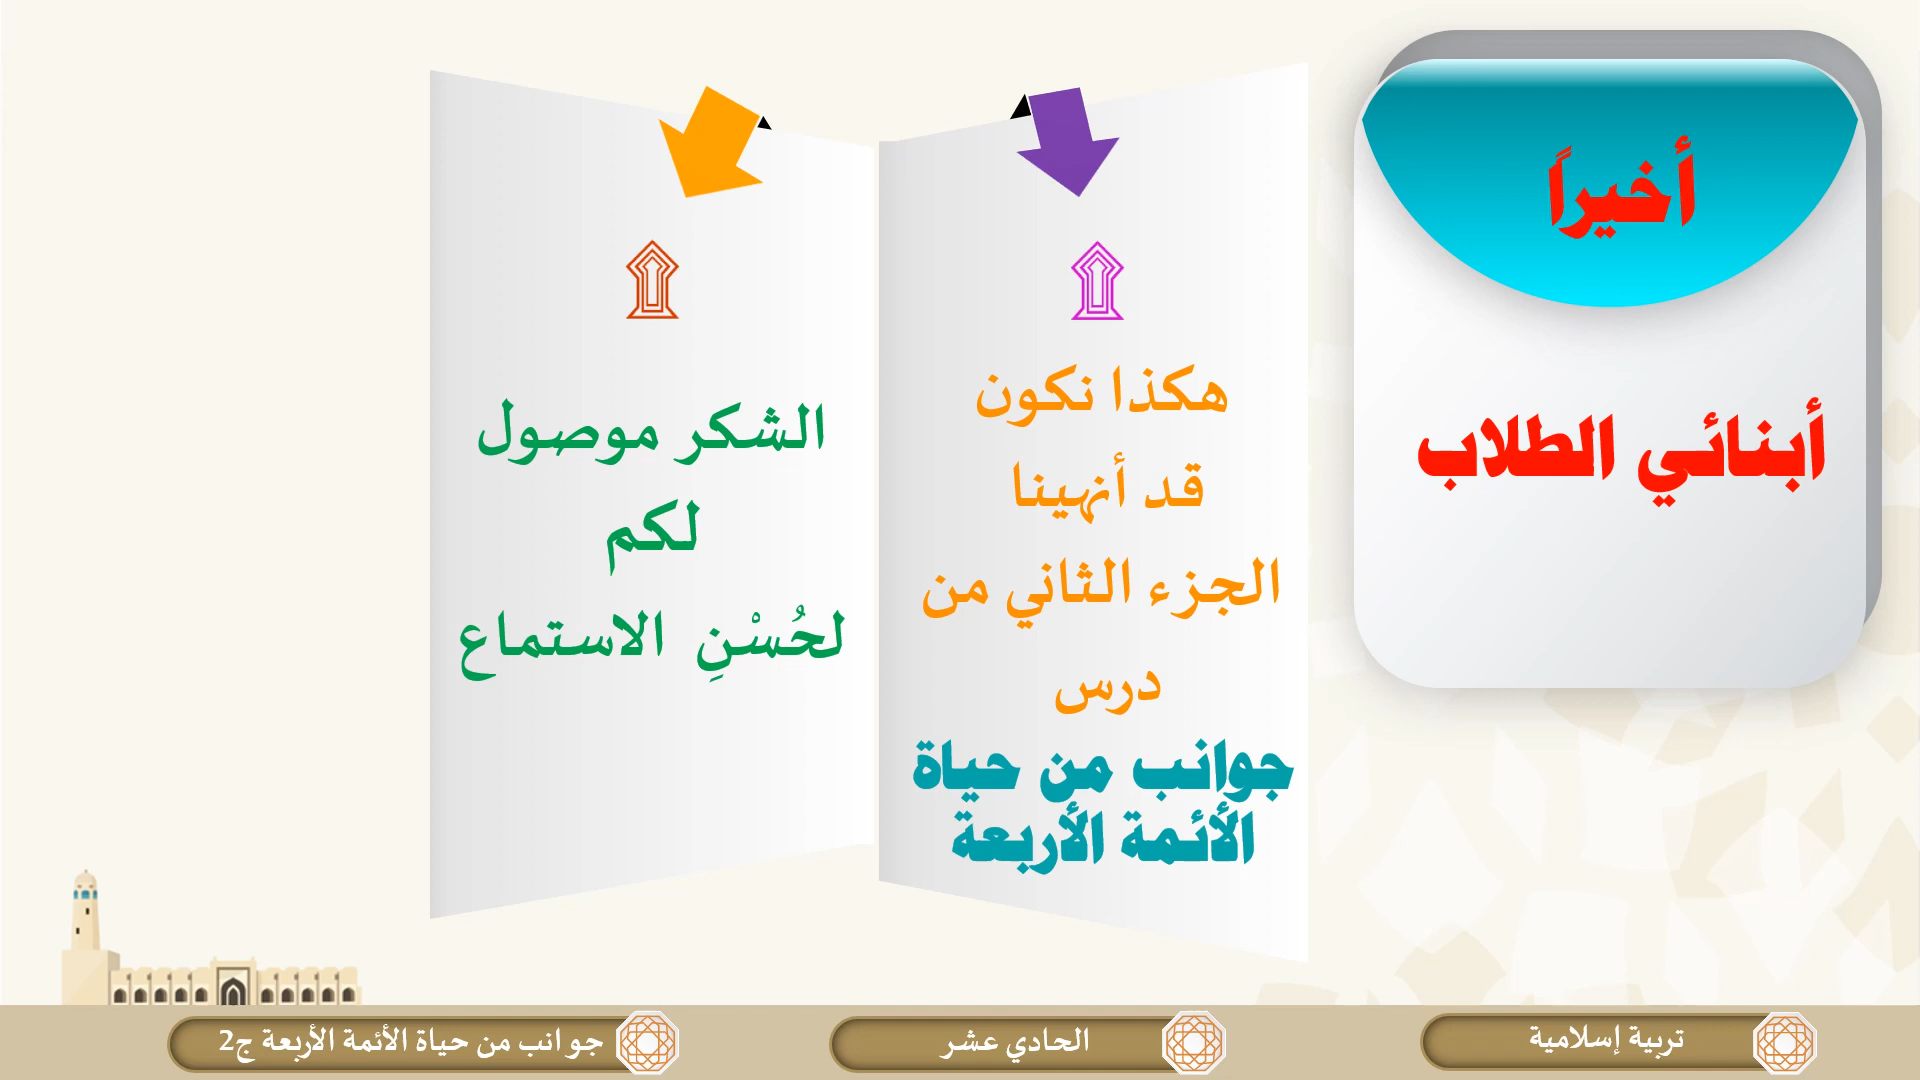 أخيراً
أبنائي الطلاب
هكذا نكون
قد أنهينا
الجزء الثاني من
درس
جوانب من حياة
الأئمة الأربعة
الشكر موصول
لكم
لحُسْنِ الاستماع
تربية إسلامية
الحادي عشر
جوانب من حياة الأئمة الأربعة ج2